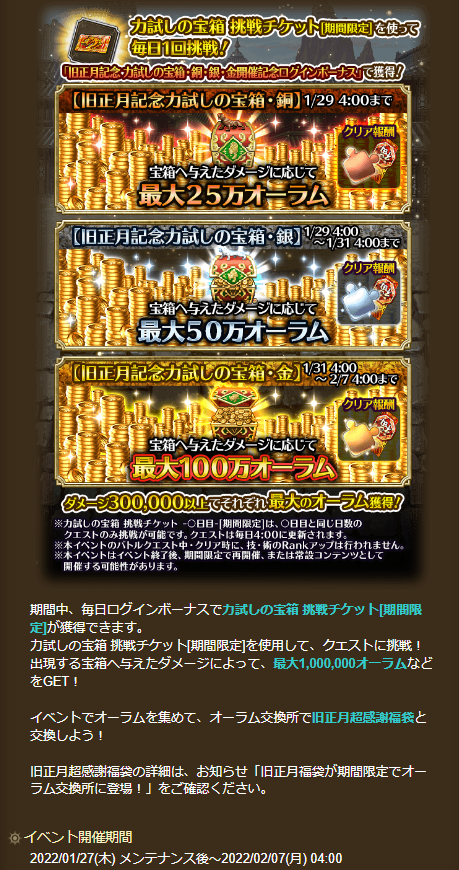 力試しの宝箱 挑戦チケット[期間限定]を使って
毎日1回挑戦！
「旧正月記念・力試しの宝箱・銅・銀・金開催記念ログインボーナス」で獲得！
【旧正月記念力試しの宝箱・銅】1/29 4:00まで
クリア報酬
宝箱へ与えたダメージに応じて
最大25万オーラム
【旧正月記念力試しの宝箱・銀】1/29 4:00
～1/31 4:00まで
クリア報酬
宝箱へ与えたダメージに応じて
最大50万オーラム
【旧正月記念力試しの宝箱・金】1/31 4:00
～2/7 4:00まで
クリア報酬
宝箱へ与えたダメージに応じて
最大100万オーラム
ダメージ300,000以上でそれぞれ最大のオーラム獲得！
※力試しの宝箱 挑戦チケット -○日目-[期間限定]は、○日目と同じ日数の
クエストのみ挑戦が可能です。クエストは毎日4:00に更新されます。
※本イベントのバトルクエスト中・クリア時に、技・術のRankアップは行われません。
※本イベントはイベント終了後、期間限定で再開催、または常設コンテンツとして
開催する可能性があります。
期間中、毎日ログインボーナスで力試しの宝箱 挑戦チケット[期間限
定]が獲得できます。
力試しの宝箱 挑戦チケット[期間限定]を使用して、クエストに挑戦！
出現する宝箱へ与えたダメージによって、最大1,000,000オーラムなど
をGET！
イベントでオーラムを集めて、オーラム交換所で旧正月超感謝福袋と
交換しよう！
旧正月超感謝福袋の詳細は、お知らせ「旧正月福袋が期間限定でオー
ラム交換所に登場！」をご確認ください。
イベント開催期間
2022/01/27(木) メンテナンス後～2022/02/07(月) 04:00